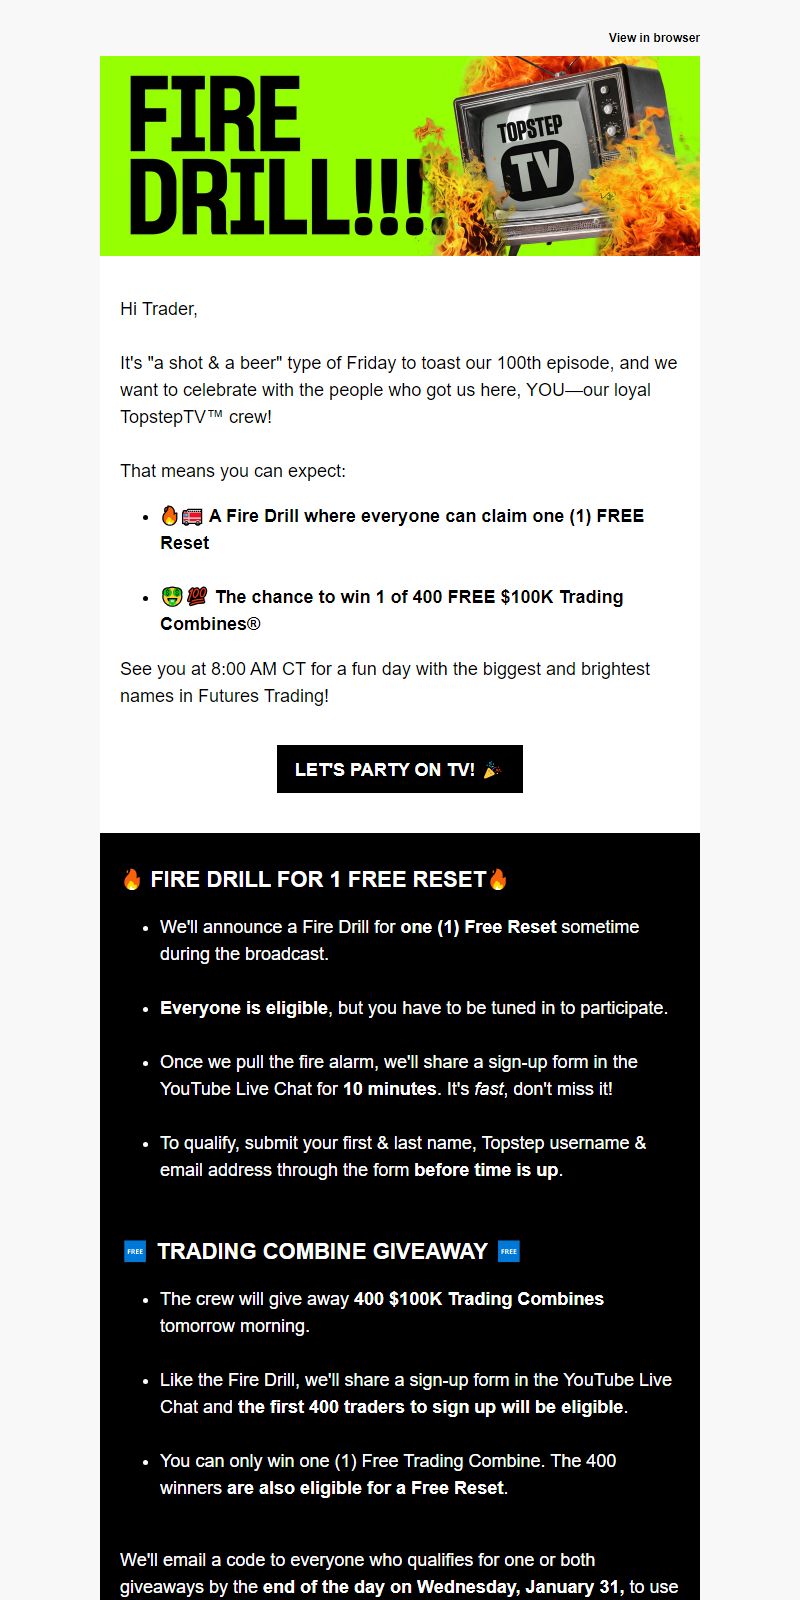 View in browser
FIRE
DRILL!!!
TOPSTEP
TV
Hi Trader,
It's "a shot & a beer" type of Friday to toast our 100th episode, and we
want to celebrate with the people who got us here, YOU—our loyal
TopstepTV™ crew!
That means you can expect:
• 🔥🚒 A Fire Drill where everyone can claim one (1) FREE
Reset
• 🤑💯 The chance to win 1 of 400 FREE $100K Trading
Combines®
See you at 8:00 AM CT for a fun day with the biggest and brightest
names in Futures Trading!
LET'S PARTY ON TV! 🎉
🔥 FIRE DRILL FOR 1 FREE RESET🔥
• We'll announce a Fire Drill for one (1) Free Reset sometime
during the broadcast.
• Everyone is eligible, but you have to be tuned in to participate.
• Once we pull the fire alarm, we'll share a sign-up form in the
YouTube Live Chat for 10 minutes. It's fast, don't miss it!
• To qualify, submit your first & last name, Topstep username &
email address through the form before time is up.
🆓 TRADING COMBINE GIVEAWAY 🆓
• The crew will give away 400 $100K Trading Combines
tomorrow morning.
• Like the Fire Drill, we'll share a sign-up form in the YouTube Live
Chat and the first 400 traders to sign up will be eligible.
• You can only win one (1) Free Trading Combine. The 400
winners are also eligible for a Free Reset.
We'll email a code to everyone who qualifies for one or both
giveaways by the end of the day on Wednesday, January 31, to use